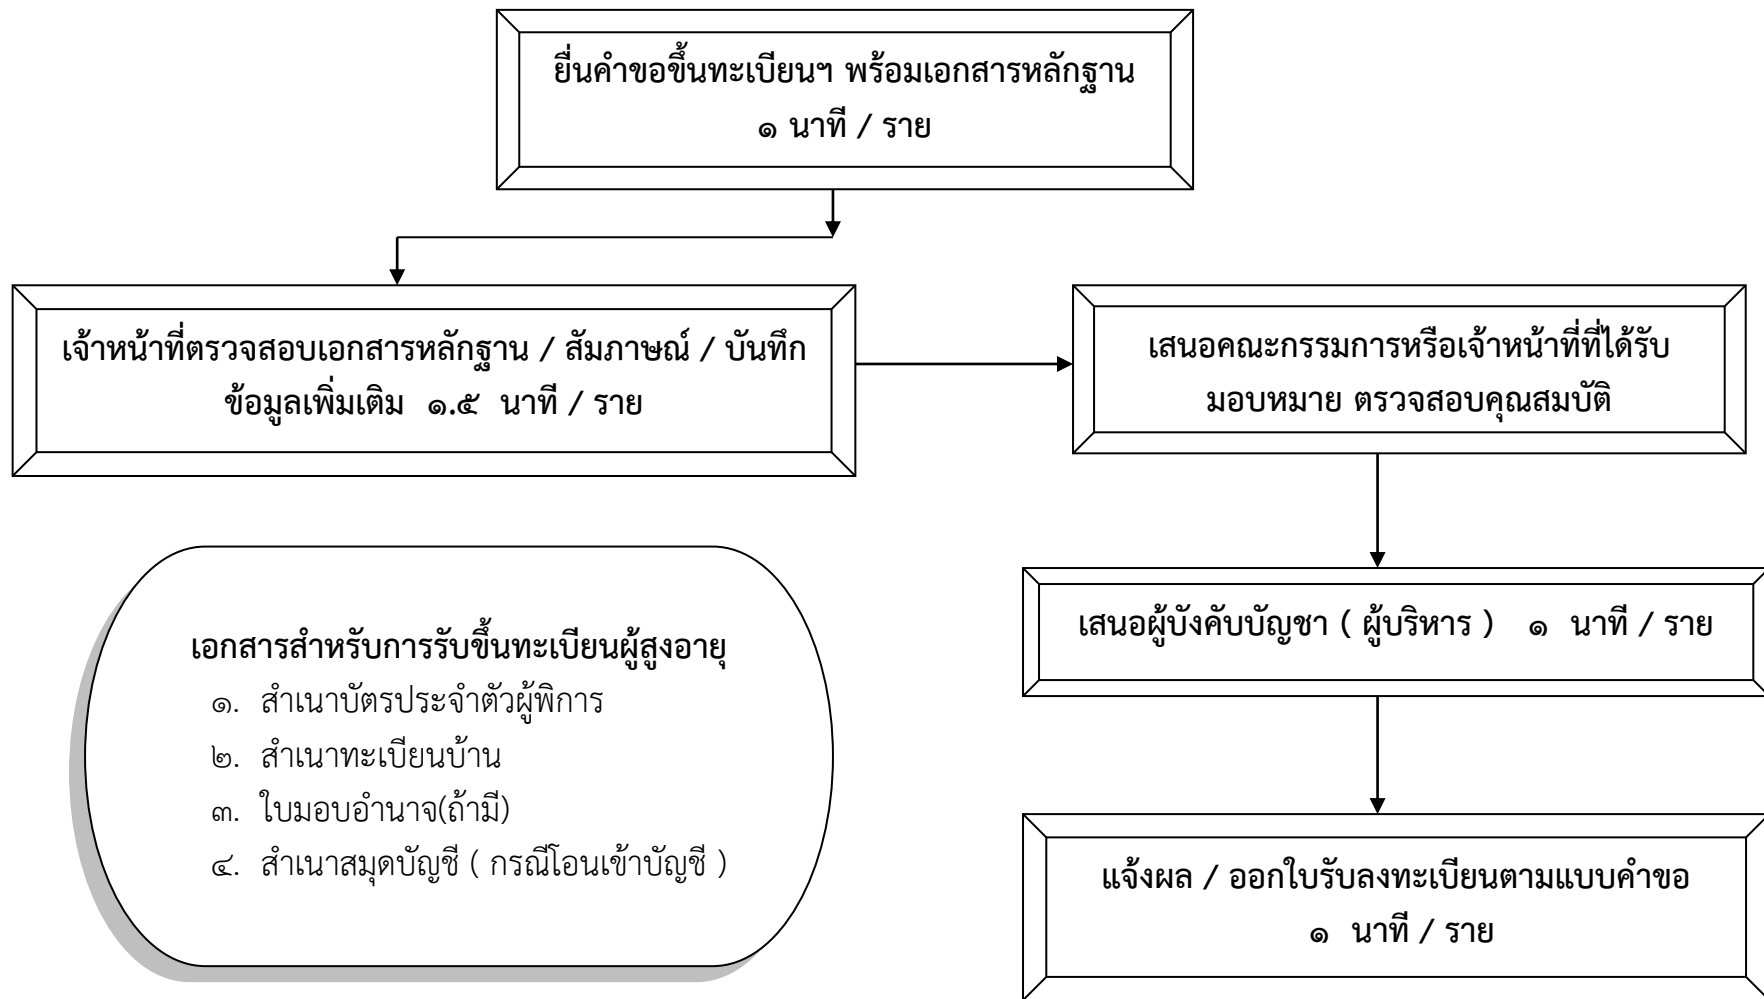 ยื่นคำขอขึ้นทะเบียนฯ พร้อมเอกสารหลักฐาน
๑ นาที / ราย
เจ้าหน้าที่ตรวจสอบเอกสารหลักฐาน / สัมภาษณ์ / บันทึก
ข้อมูลเพิ่มเติม ๑.๕ นาที / ราย
เสนอคณะกรรมการหรือเจ้าหน้าที่ที่ได้รับ
มอบหมาย ตรวจสอบคุณสมบัติ
เสนอผู้บังคับบัญชา ( ผู้บริหาร ) ๑ นาที / ราย
แจ้งผล / ออกใบรับลงทะเบียนตามแบบคำขอ
๑ นาที / ราย
เอกสารสำหรับการรับขึ้นทะเบียนผู้สูงอายุ
๑. สำเนาบัตรประจำตัวผู้พิการ
๒. สำเนาทะเบียนบ้าน
๓. ใบมอบอำนาจ(ถ้ามี)
๔. สำเนาสมุดบัญชี ( กรณีโอนเข้าบัญชี )